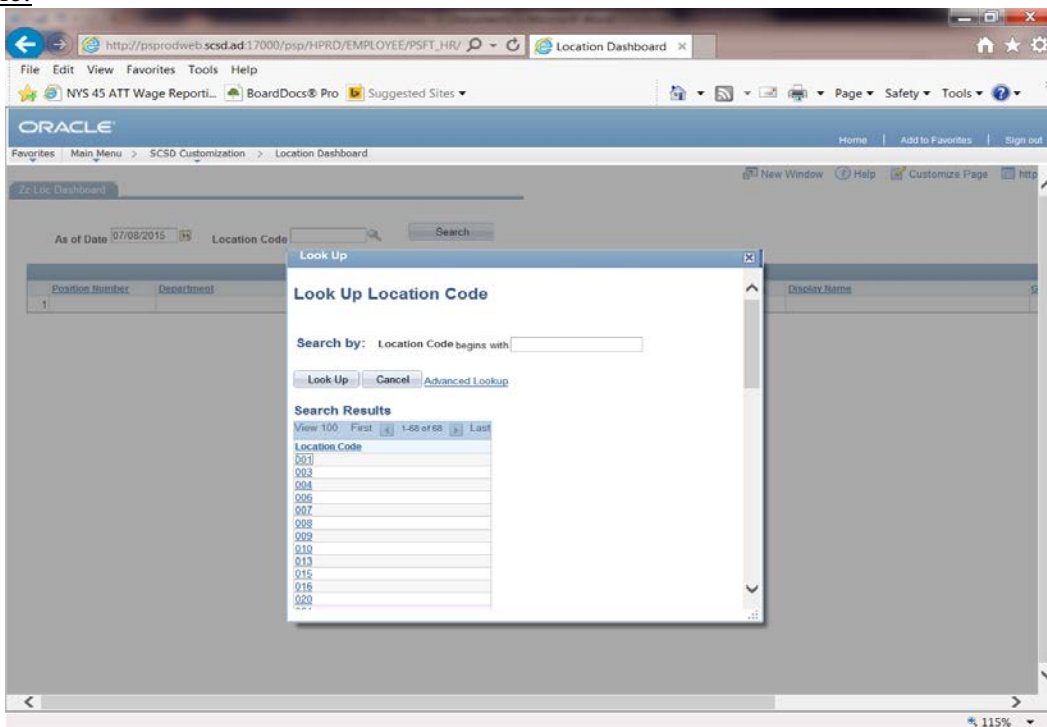 http://psprodweb.scsd.ad:17000/psp/HPRD/EMPLOYEE/PSFT_HR/
Location Dashboard
File Edit View Favorites Tools Help
NYS 45 ATT Wage Reporti... BoardDocs® Pro Suggested Sites
Page Safety Tools
ORACLE
Home | Add to Favorites | Sign out
Favorites Main Menu > SCSD Customization > Location Dashboard
New Window Help Customize Page http
Zz Loc Dashboard
As of Date 07/08/2015 Location Code Search
Look Up
Position Number Department Display Name
1
Look Up Location Code
Search by: Location Code begins with
Look Up Cancel Advanced Lookup
Search Results
View 100 First 1-68 of 68 Last
Location Code
001
003
004
006
007
008
009
010
013
015
016
020
115%